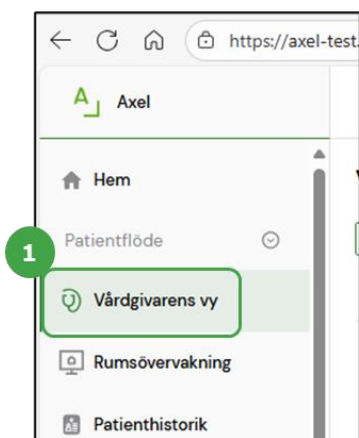 https://axel-test.
Axel
Hem
Patientflöde
1
Vårdgivarens vy
Rumsövervakning
Patienthistorik